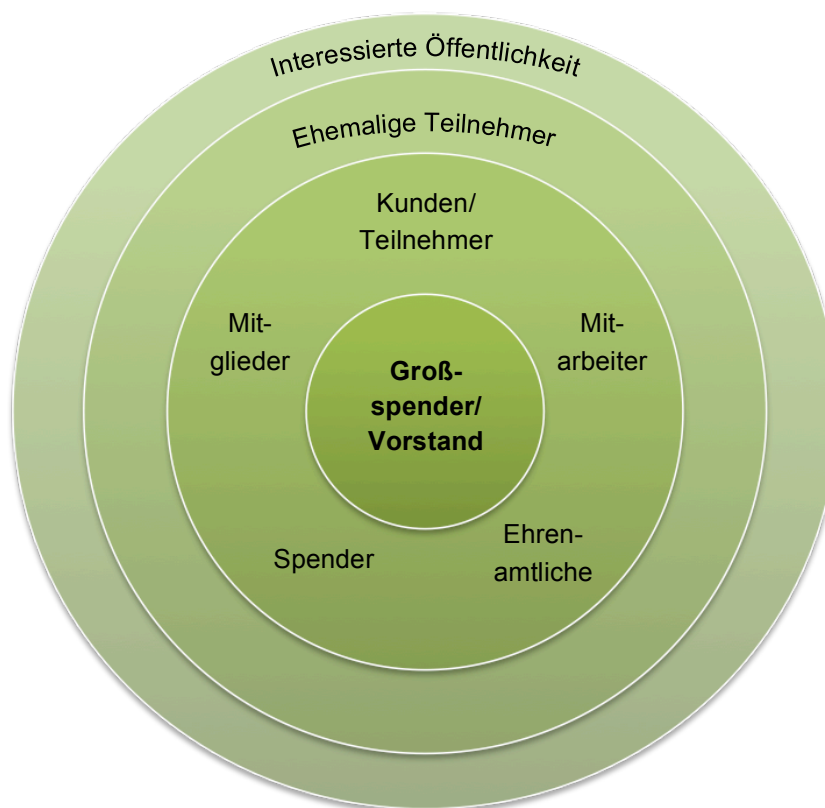 Interessierte Öffentlichkeit
Ehemalige Teilnehmer
Kunden/
Teilnehmer
Mit-
glieder
Mit-
arbeiter
Groß-
spender/
Vorstand
Spender
Ehren-
amtliche